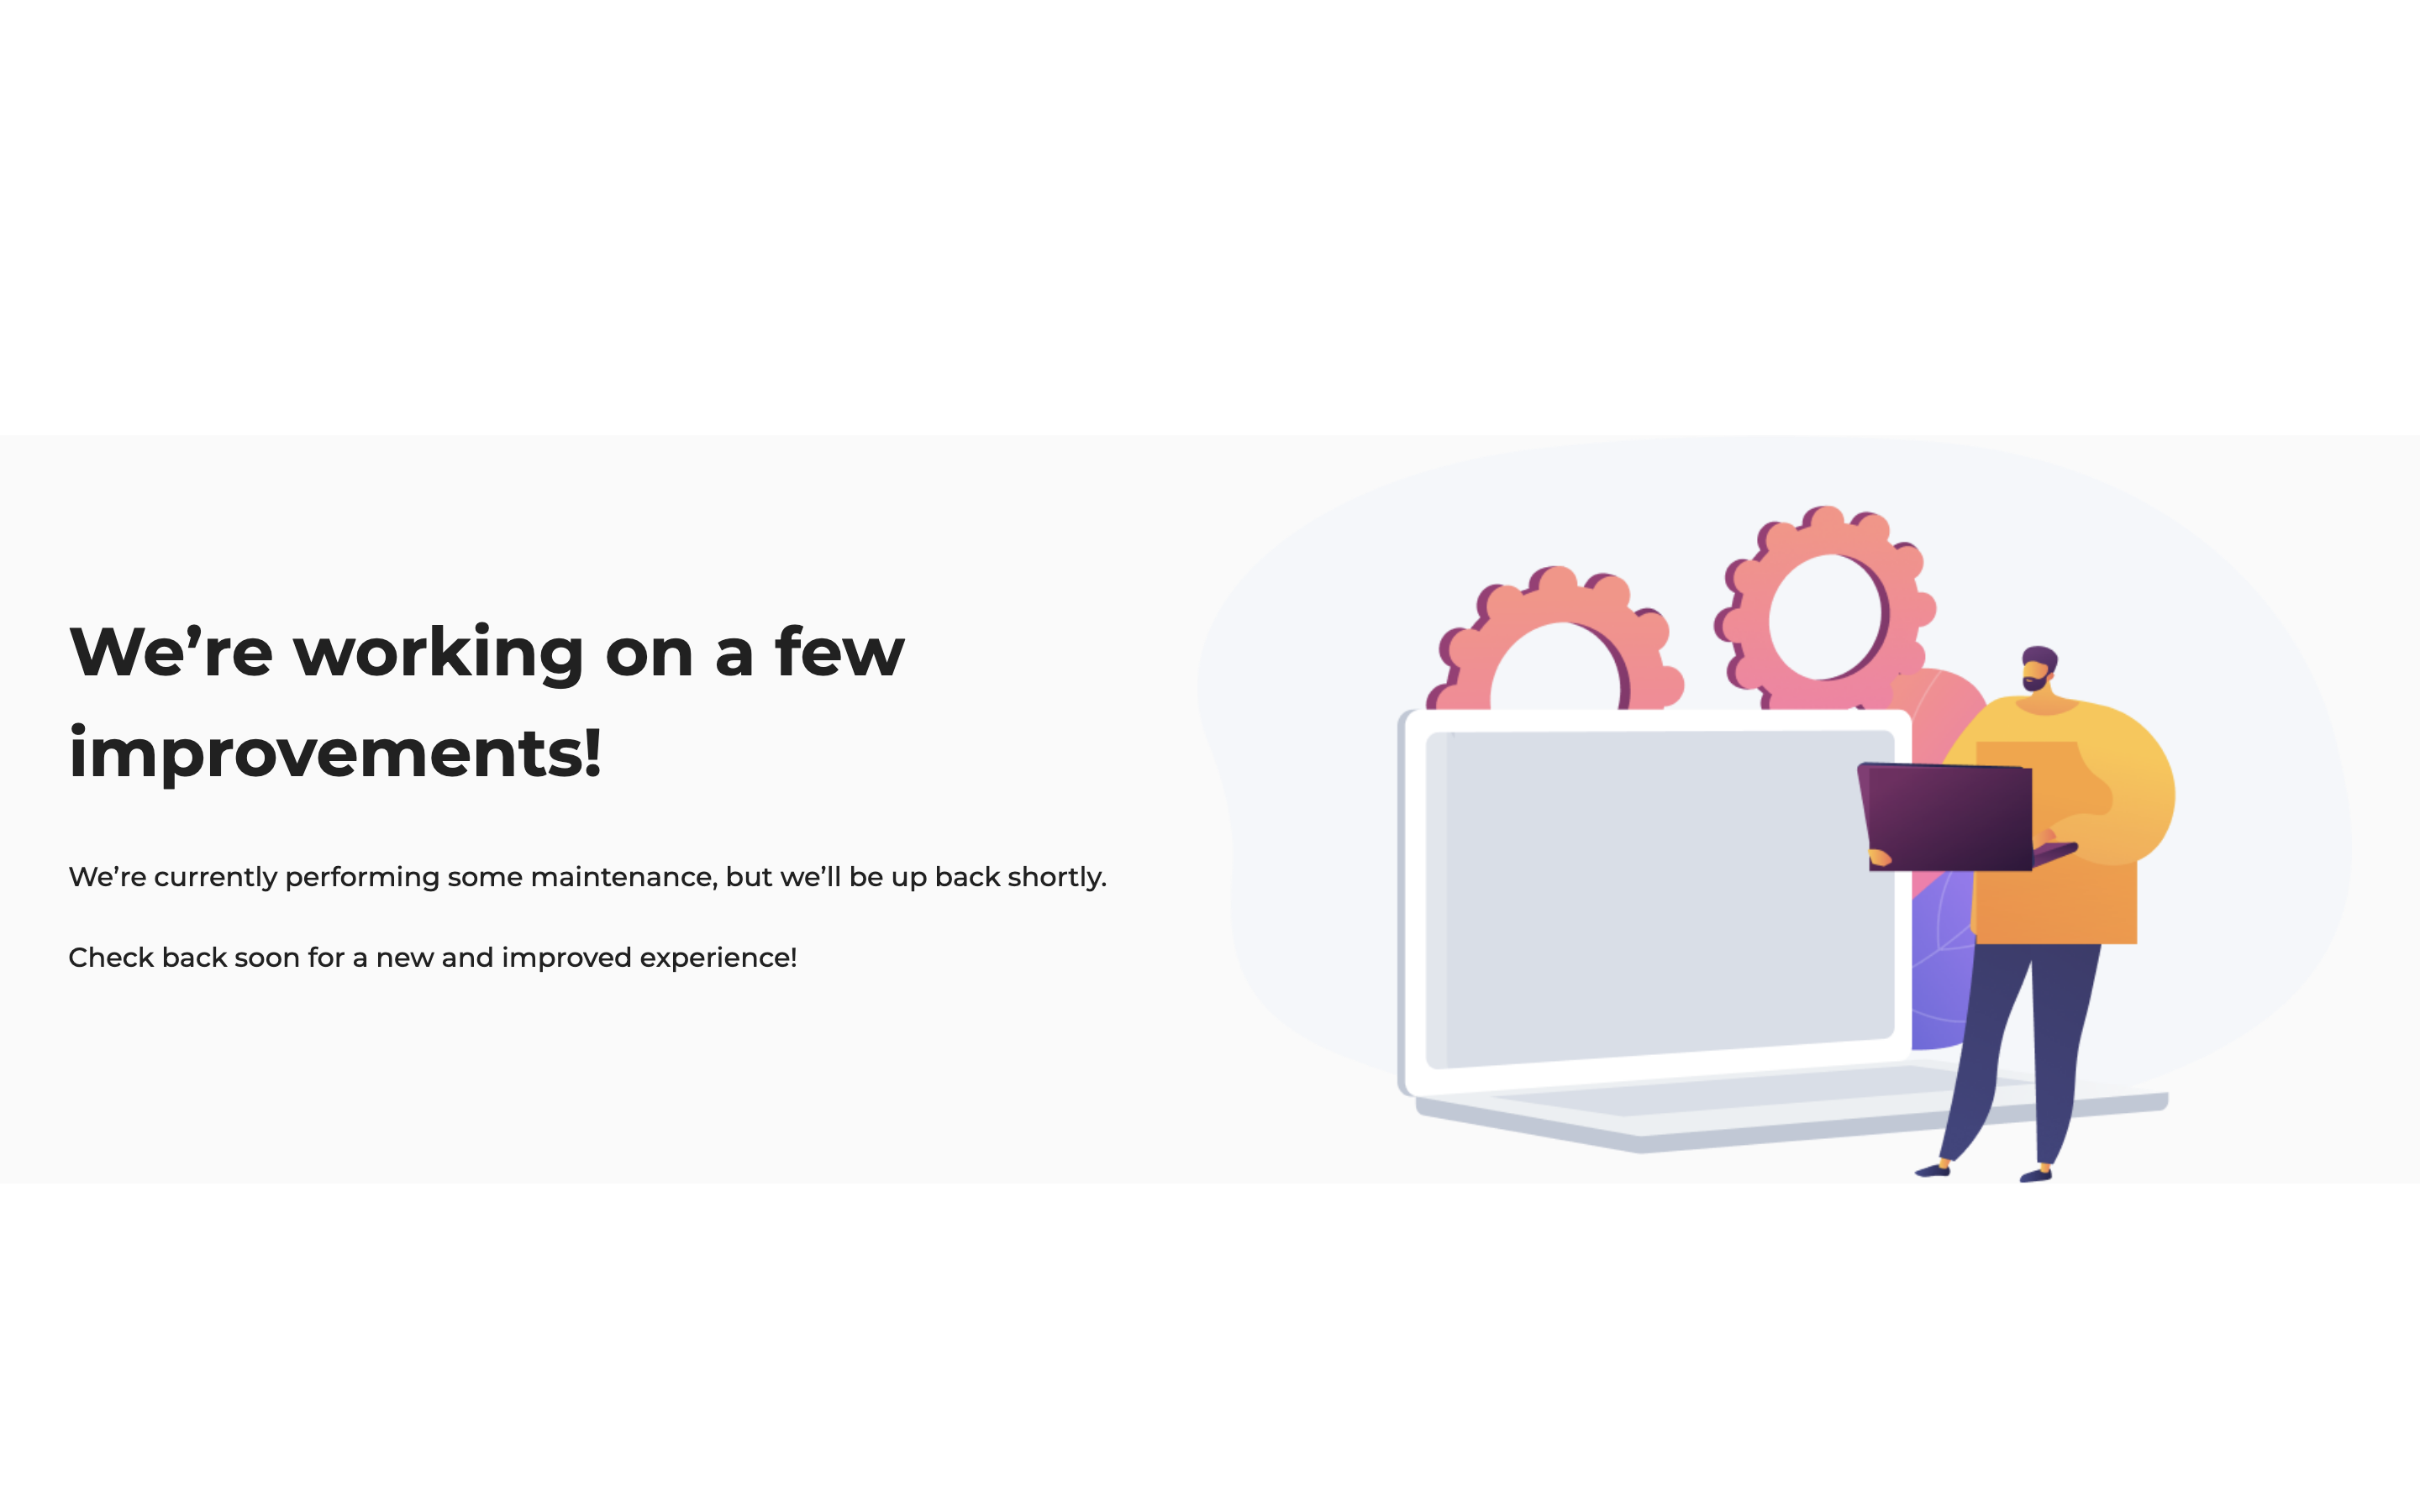 We’re working on a few
improvements!
We’re currently performing some maintenance, but we’ll be up back shortly.
Check back soon for a new and improved experience!